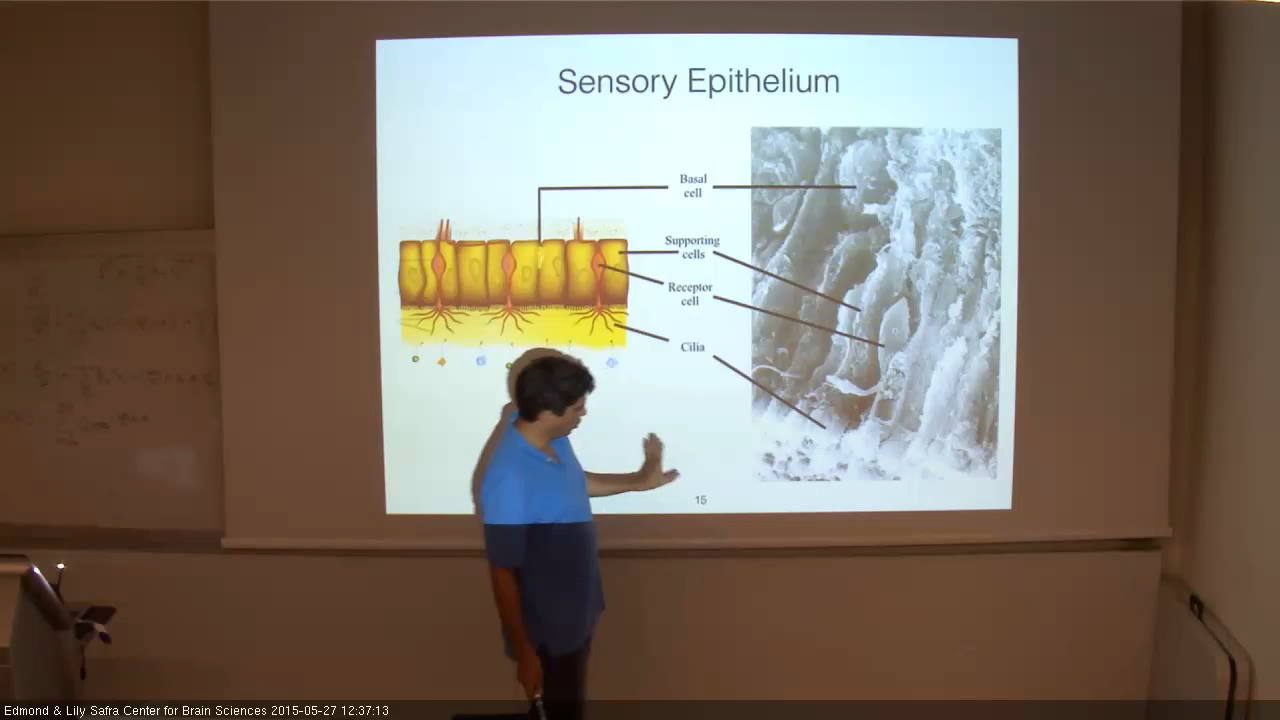 Sensory Epithelium
Basal
cell
Supporting
cells
Receptor
cell
Cilia
15
Edmond & Lily Safra Center for Brain Sciences 2015-05-27 12:37:13